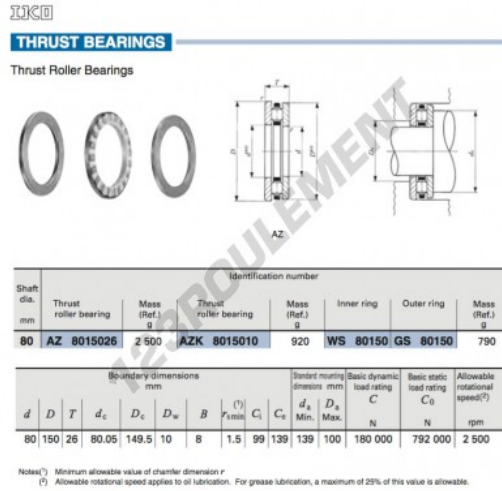 IKO
THRUST BEARINGS
Thrust Roller Bearings
T
r
r
D
d
D
d
AZ
123ROULEMENT
Identification number
Shaft dia. mm | Thrust roller bearing | Mass (Ref.) g | Thrust roller bearing | Mass (Ref.) g | Inner ring | Outer ring | Mass (Ref.) g
80 | AZ 8015026 | 2 500 | AZK 8015010 | 920 | WS 80150 | GS 80150 | 790
Boundary dimensions mm | Standard mounting dimensions mm | Basic dynamic load rating C N | Basic static load rating C0 N | Allowable rotational speed(2) rpm
d | D | T | dc | Dc | Dw | B | rs min (1) | Ci | Ce | da Min. | Da Max.
80 | 150 | 26 | 80.05 | 149.5 | 10 | 8 | 1.5 | 99 | 139 | 139 | 101 | 180 000 | 792 000 | 2 500
Notes(1) Minimum allowable value of chamfer dimension r
(2) Allowable rotational speed applies to oil lubrication. For grease lubrication, a maximum of 25% of this value is allowable.